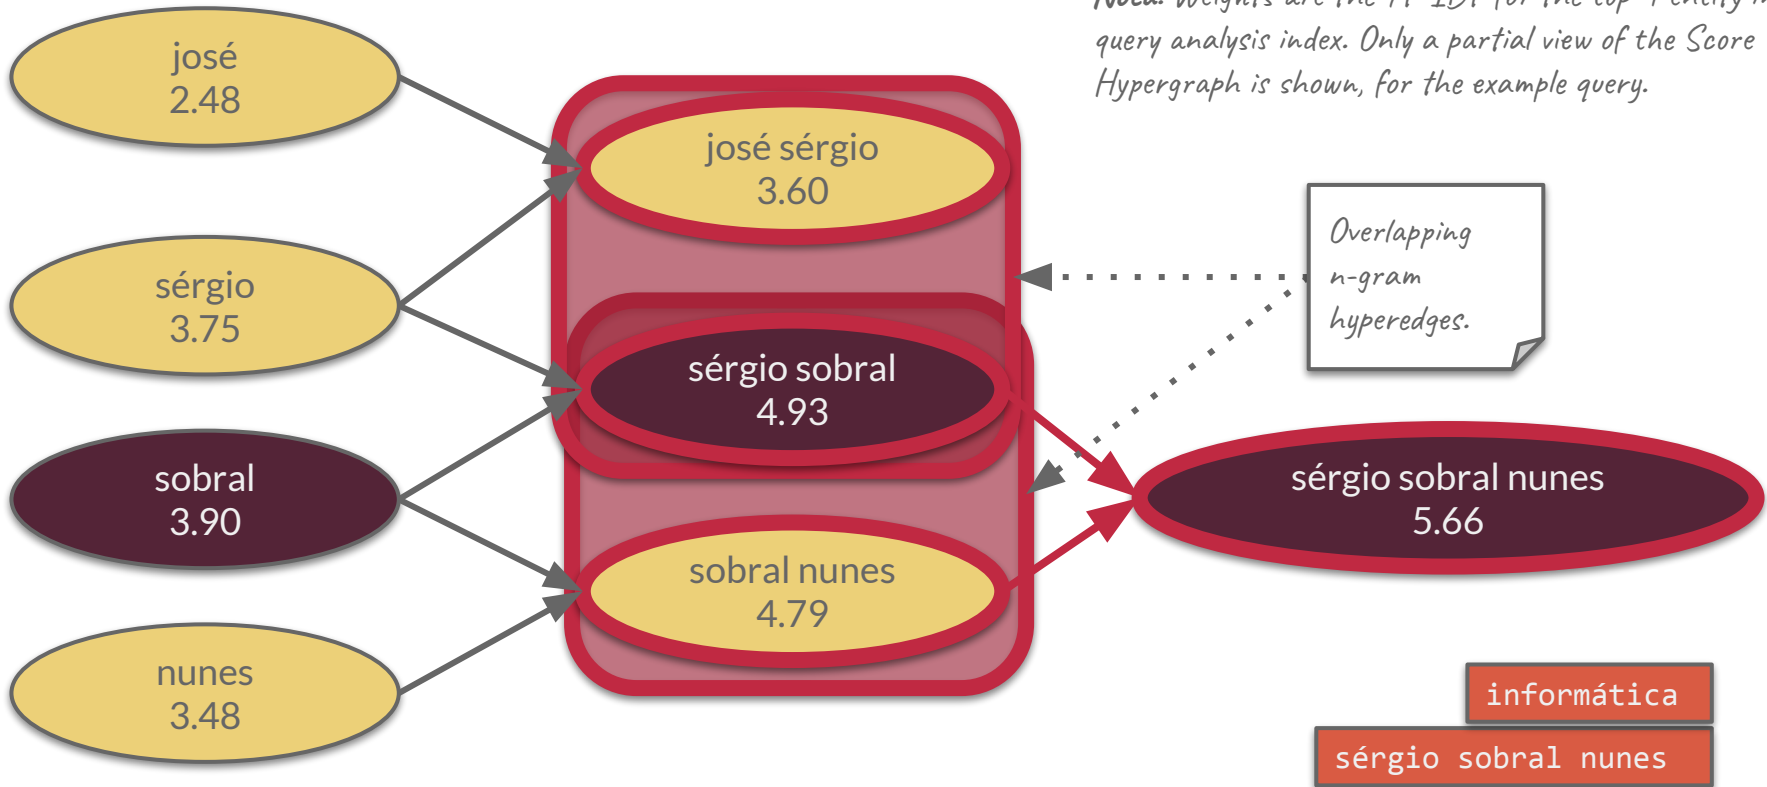 query analysis index. Only a partial view of the Score
Hypergraph is shown, for the example query.
josé
2.48
sérgio
3.75
sobral
3.90
nunes
3.48
josé sérgio
3.60
sérgio sobral
4.93
sobral nunes
4.79
Overlapping
n-gram
hyperedges.
sérgio sobral nunes
5.66
informática
sérgio sobral nunes